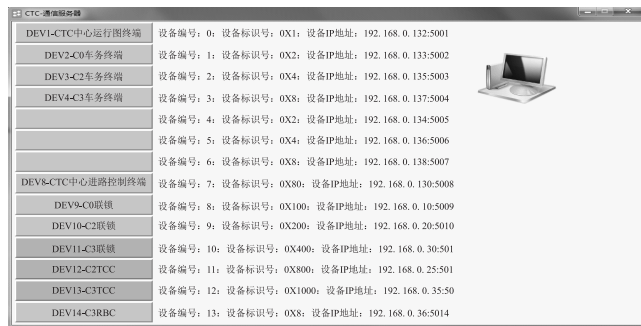 CTC-通信服务器
DEV1-CTC中心运行图终端 设备编号：0：设备标识号：0X1：设备IP地址：192.168.0.132:5001
DEV2-C0车务终端 设备编号：1：设备标识号：0X2：设备IP地址：192.168.0.133:5002
DEV3-C2车务终端 设备编号：2：设备标识号：0X4：设备IP地址：192.168.0.135:5003
DEV4-C3车务终端 设备编号：3：设备标识号：0X8：设备IP地址：192.168.0.137:5004
设备编号：4：设备标识号：0X2：设备IP地址：192.168.0.134:5005
设备编号：5：设备标识号：0X4：设备IP地址：192.168.0.136:5006
设备编号：6：设备标识号：0X8：设备IP地址：192.168.0.138:5007
DEV8-CTC中心进路控制终端 设备编号：7：设备标识号：0X80：设备IP地址：192.168.0.130:5008
DEV9-C0联锁 设备编号：8：设备标识号：0X100：设备IP地址：192.168.0.10:5009
DEV10-C2联锁 设备编号：9：设备标识号：0X200：设备IP地址：192.168.0.20:5010
DEV11-C3联锁 设备编号：10：设备标识号：0X400：设备IP地址：192.168.0.30:501
DEV12-C2TCC 设备编号：11：设备标识号：0X800：设备IP地址：192.168.0.25:501
DEV13-C3TCC 设备编号：12：设备标识号：0X1000：设备IP地址：192.168.0.35:50
DEV14-C3RBC 设备编号：13：设备标识号：0X8：设备IP地址：192.168.0.36:5014